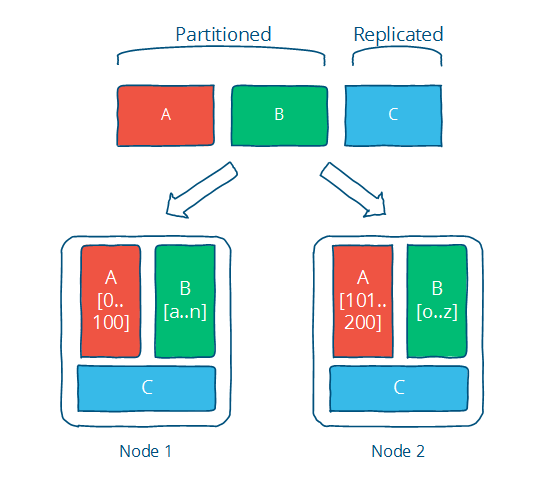 Partitioned
Replicated
A
B
C
A
[0..
100]
B
[a..n]
C
A
[101..
200]
B
[o..z]
C
Node 1
Node 2